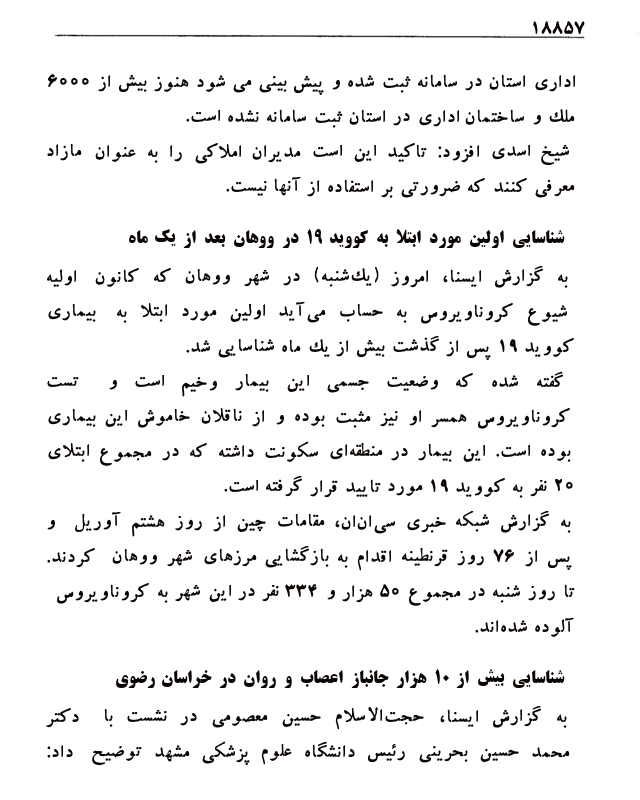 ۱۸۸۵۷
اداری استان در سامانه ثبت شده و پیش بینی می شود هنوز بیش از ۶۰۰۰
ملك و ساختمان اداری در استان ثبت سامانه نشده است.
شیخ اسدی افزود: تاکید این است مدیران املاکی را به عنوان مازاد
معرفی کنند که ضرورتی بر استفاده از آنها نیست.
شناسایی اولین مورد ابتلا به کووید ۱۹ در ووهان بعد از یک ماه
به گزارش ایسنا، امروز (یك‌شنبه) در شهر ووهان که کانون اولیه
شیوع کروناویروس به حساب می‌آید اولین مورد ابتلا به بیماری
کووید ۱۹ پس از گذشت بیش از یك ماه شناسایی شد.
گفته شده که وضعیت جسمی این بیمار وخیم است و تست
کروناویروس همسر او نیز مثبت بوده و از ناقلان خاموش این بیماری
بوده است. این بیمار در منطقه‌ای سکونت داشته که در مجموع ابتلای
۲۰ نفر به کووید ۱۹ مورد تایید قرار گرفته است.
به گزارش شبکه خبری سی‌ان‌ان، مقامات چین از روز هشتم آوریل و
پس از ۷۶ روز قرنطینه اقدام به بازگشایی مرزهای شهر ووهان کردند.
تا روز شنبه در مجموع ۵۰ هزار و ۳۳۴ نفر در این شهر به کروناویروس
آلوده شده‌اند.
شناسایی بیش از ۱۰ هزار جانباز اعصاب و روان در خراسان رضوی
به گزارش ایسنا، حجت‌الاسلام حسین معصومی در نشست با دکتر
محمد حسین بحرینی رئیس دانشگاه علوم پزشکی مشهد توضیح داد: